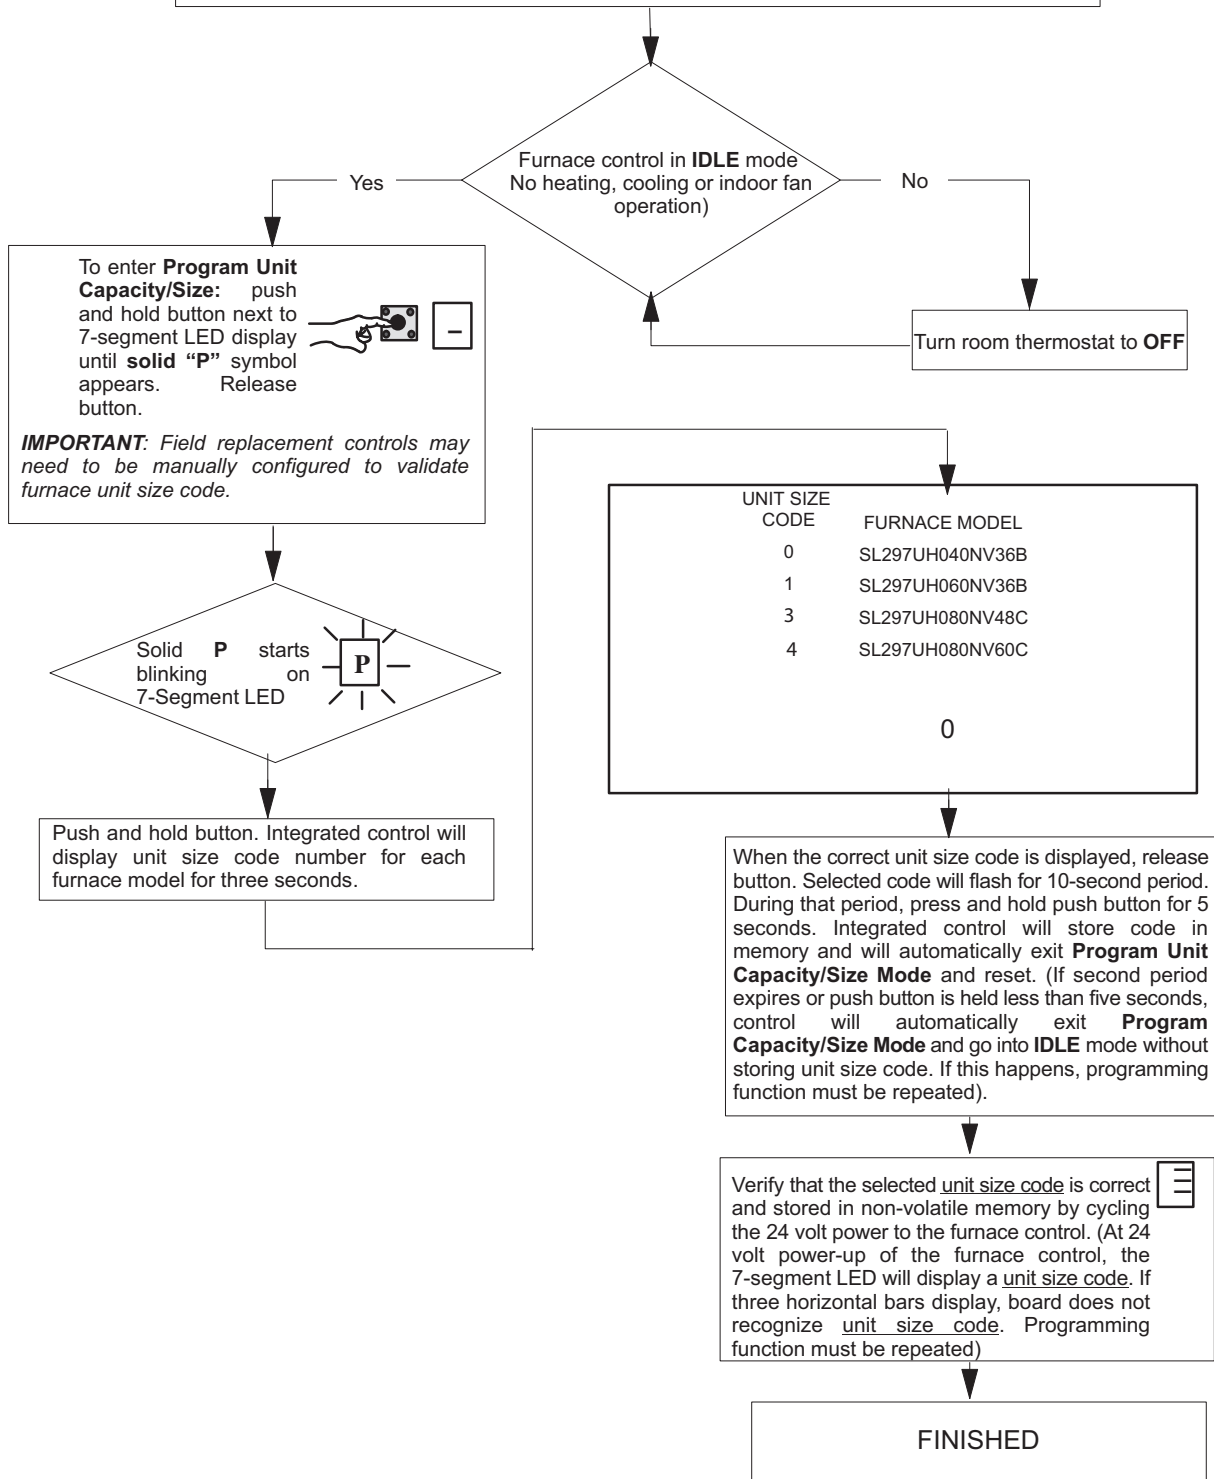 Furnace control in IDLE mode
No heating, cooling or indoor fan
operation)
Yes
No
To enter Program Unit
Capacity/Size: push
and hold button next to
7-segment LED display
until solid “P” symbol
appears. Release
button.
IMPORTANT: Field replacement controls may
need to be manually configured to validate
furnace unit size code.
Turn room thermostat to OFF
Solid P starts
blinking on
7-Segment LED
P
Push and hold button. Integrated control will
display unit size code number for each
furnace model for three seconds.
UNIT SIZE
CODE FURNACE MODEL
0 SL297UH040NV36B
1 SL297UH060NV36B
3 SL297UH080NV48C
4 SL297UH080NV60C
0
When the correct unit size code is displayed, release
button. Selected code will flash for 10-second period.
During that period, press and hold push button for 5
seconds. Integrated control will store code in
memory and will automatically exit Program Unit
Capacity/Size Mode and reset. (If second period
expires or push button is held less than five seconds,
control will automatically exit Program
Capacity/Size Mode and go into IDLE mode without
storing unit size code. If this happens, programming
function must be repeated).
Verify that the selected unit size code is correct
and stored in non-volatile memory by cycling
the 24 volt power to the furnace control. (At 24
volt power-up of the furnace control, the
7-segment LED will display a unit size code. If
three horizontal bars display, board does not
recognize unit size code. Programming
function must be repeated)
FINISHED